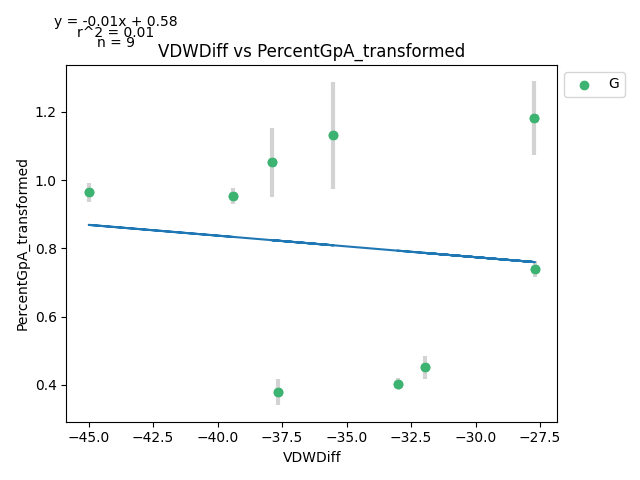 y = -0.01x + 0.58
r^2 = 0.01
n = 9
VDWDiff vs PercentGpA_transformed
G
PercentGpA_transformed
1.2
1.0
0.8
0.6
0.4
−45.0 −42.5 −40.0 −37.5 −35.0 −32.5 −30.0 −27.5
VDWDiff